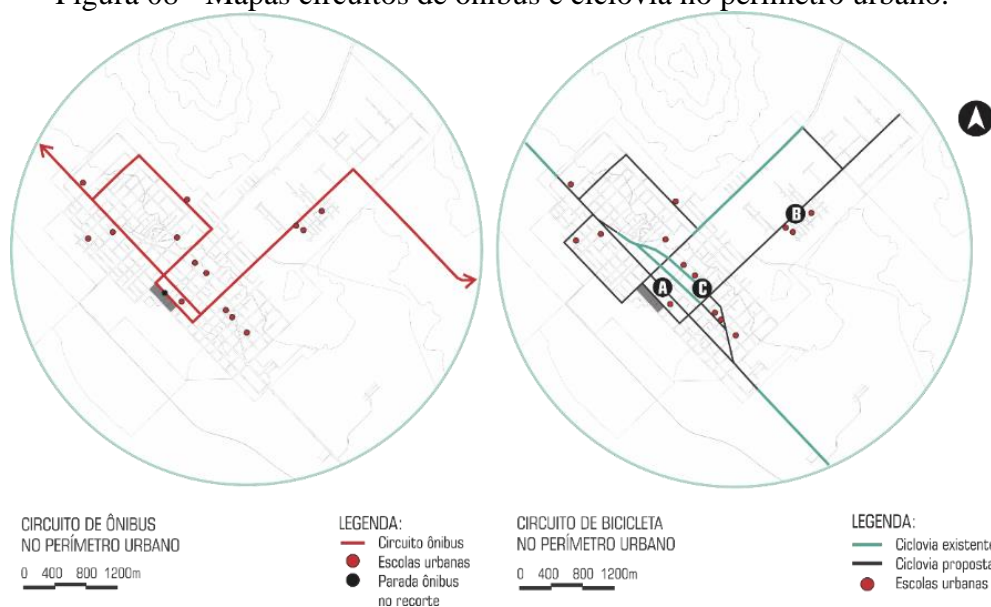 Figura 08 - Mapas circuitos de ônibus e ciclovia no perímetro urbano.
A
B
C
CIRCUITO DE ÔNIBUS
NO PERÍMETRO URBANO
0 400 800 1200m
LEGENDA:
Circuito ônibus
Escolas urbanas
Parada ônibus
no recorte
CIRCUITO DE BICICLETA
NO PERÍMETRO URBANO
0 400 800 1200m
LEGENDA:
Ciclovia existente
Ciclovia proposta
Escolas urbanas